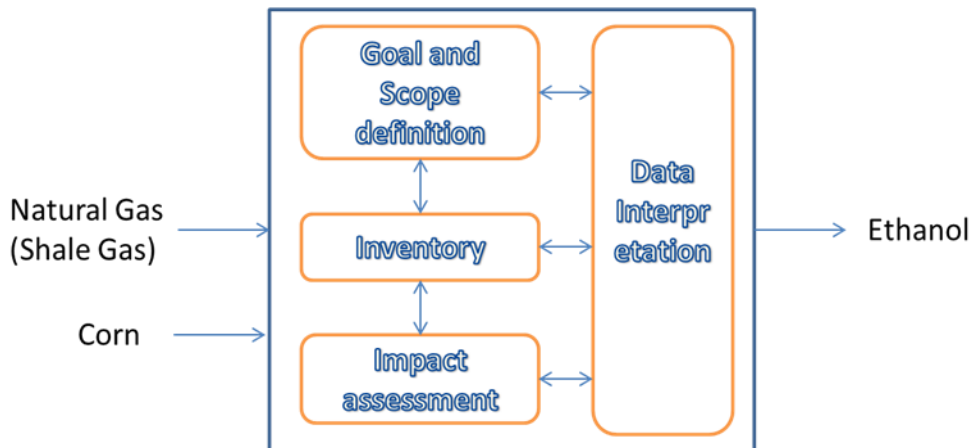 Goal and
Scope
definition
Data
Interpr
etation
Natural Gas
(Shale Gas)
Inventory
Ethanol
Corn
Impact
assessment